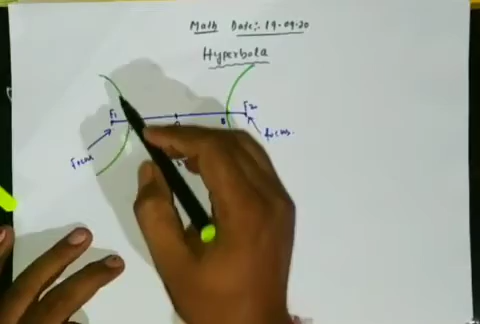 Math Date:- 19-09-20
Hyperbola
F1 F2
B
Focus focus.